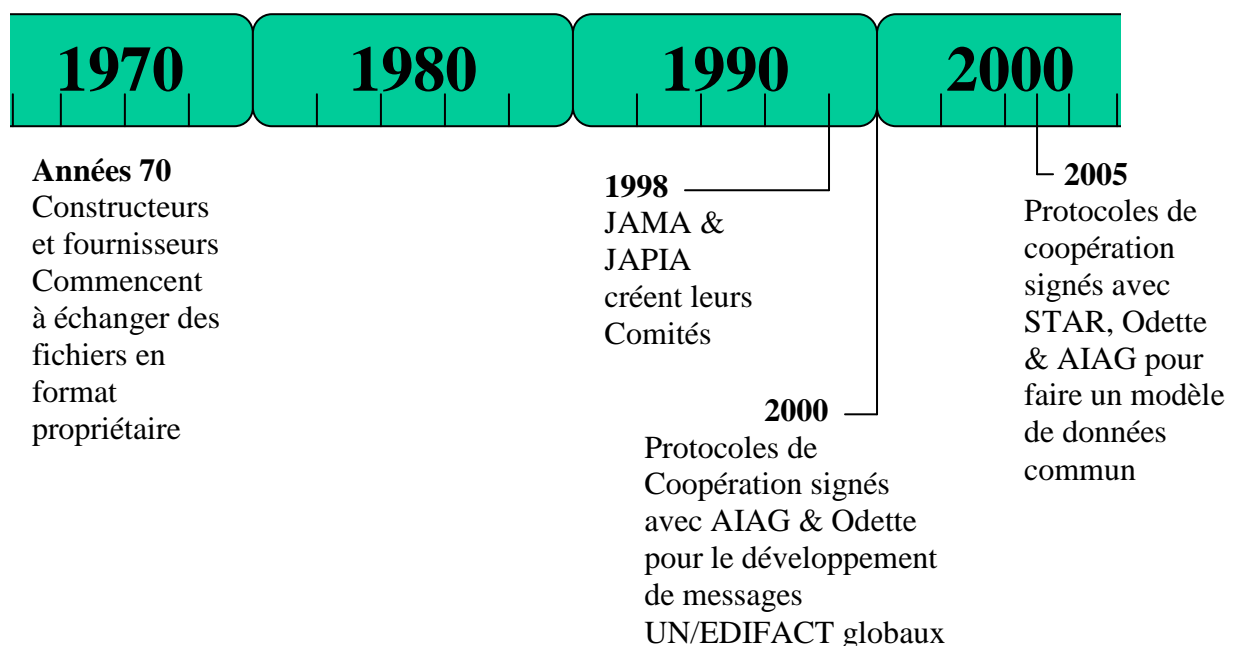 1970
1980
1990
2000
Années 70
Constructeurs
et fournisseurs
Commencent
à échanger des
fichiers en
format
propriétaire
1998
JAMA &
JAPIA
créent leurs
Comités
2000
Protocoles de
Coopération signés
avec AIAG & Odette
pour le développement
de messages
UN/EDIFACT globaux
2005
Protocoles de
coopération
signés avec
STAR, Odette
& AIAG pour
faire un modèle
de données
commun